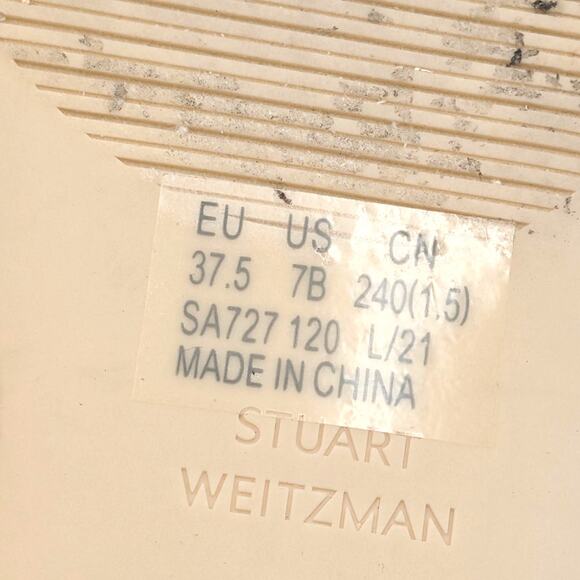 EU US CN
37.5 7B 240(1.5)
SA727 120 L/21
MADE IN CHINA
STUART
WEITZMAN